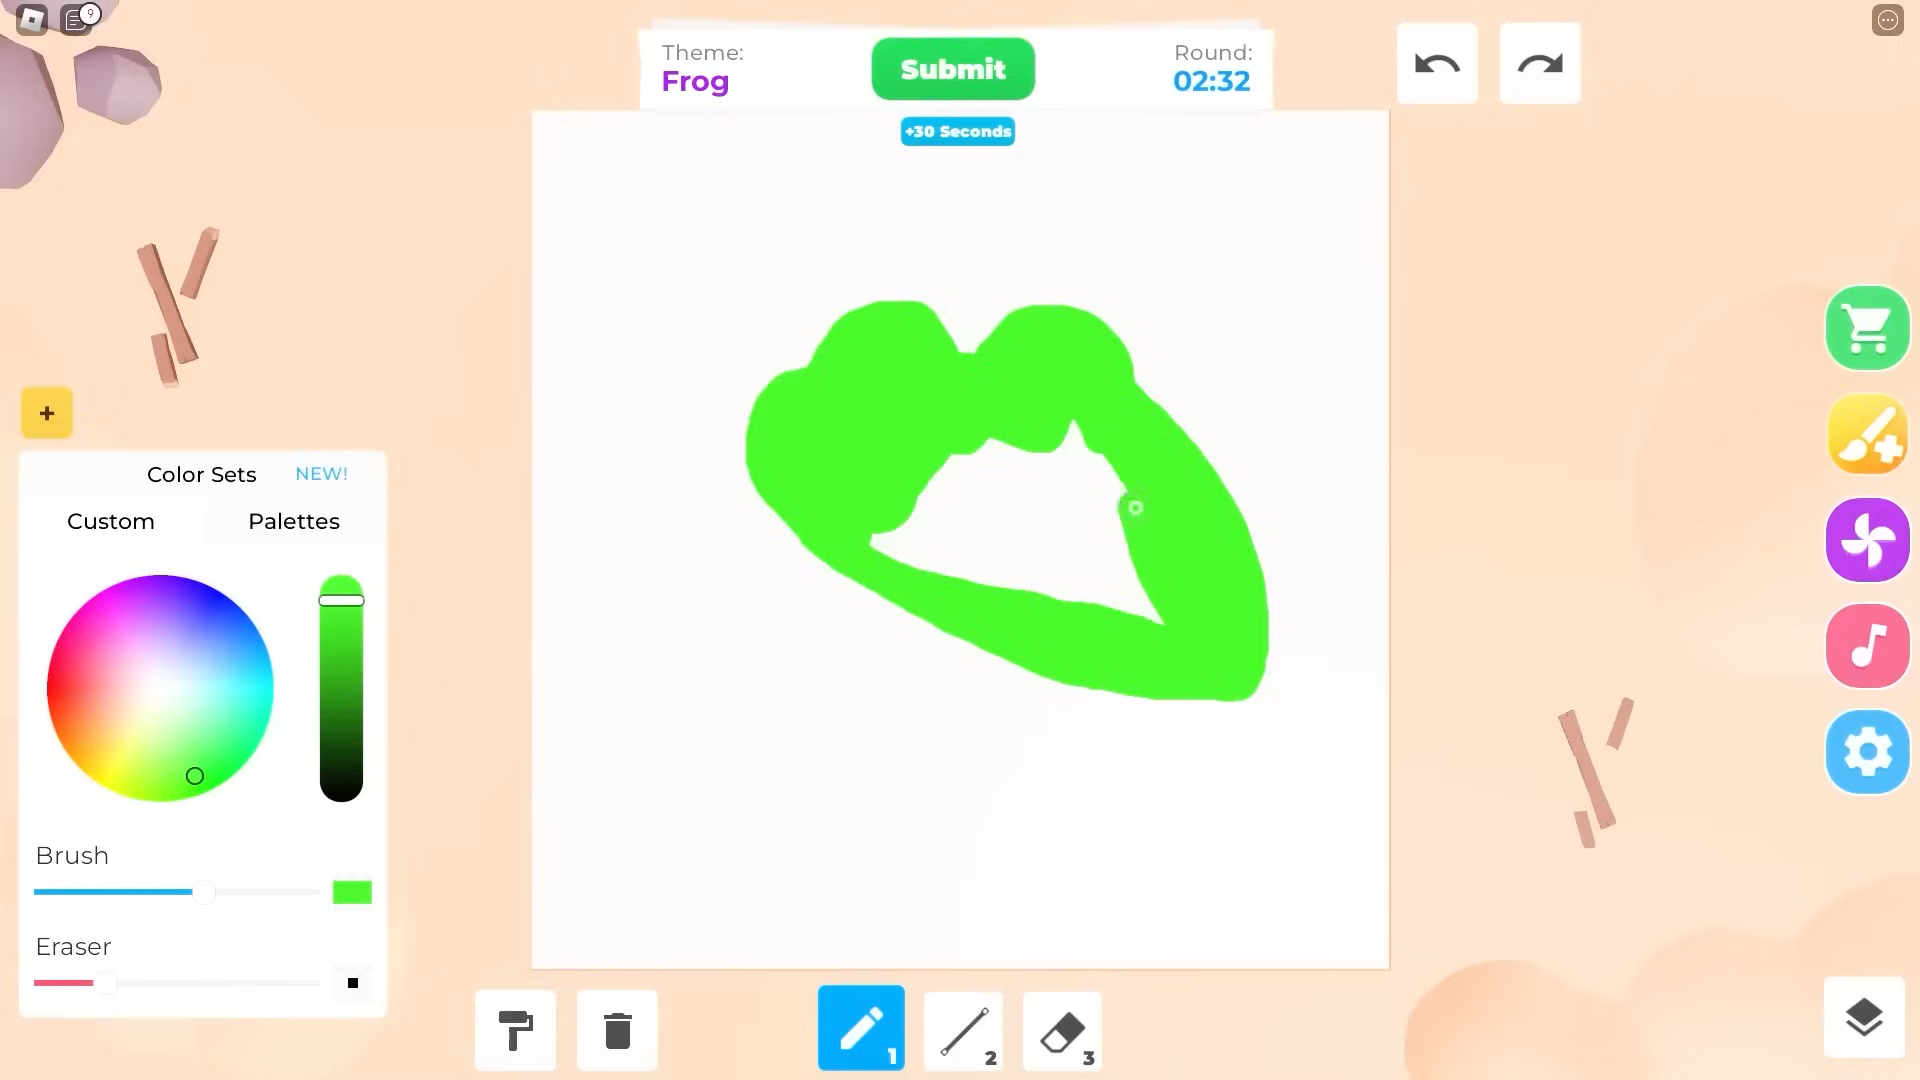 9
Theme:
Frog
Submit
Round:
02:32
+30 Seconds
+
Color Sets
NEW!
Custom
Palettes
Brush
Eraser
1
2
3